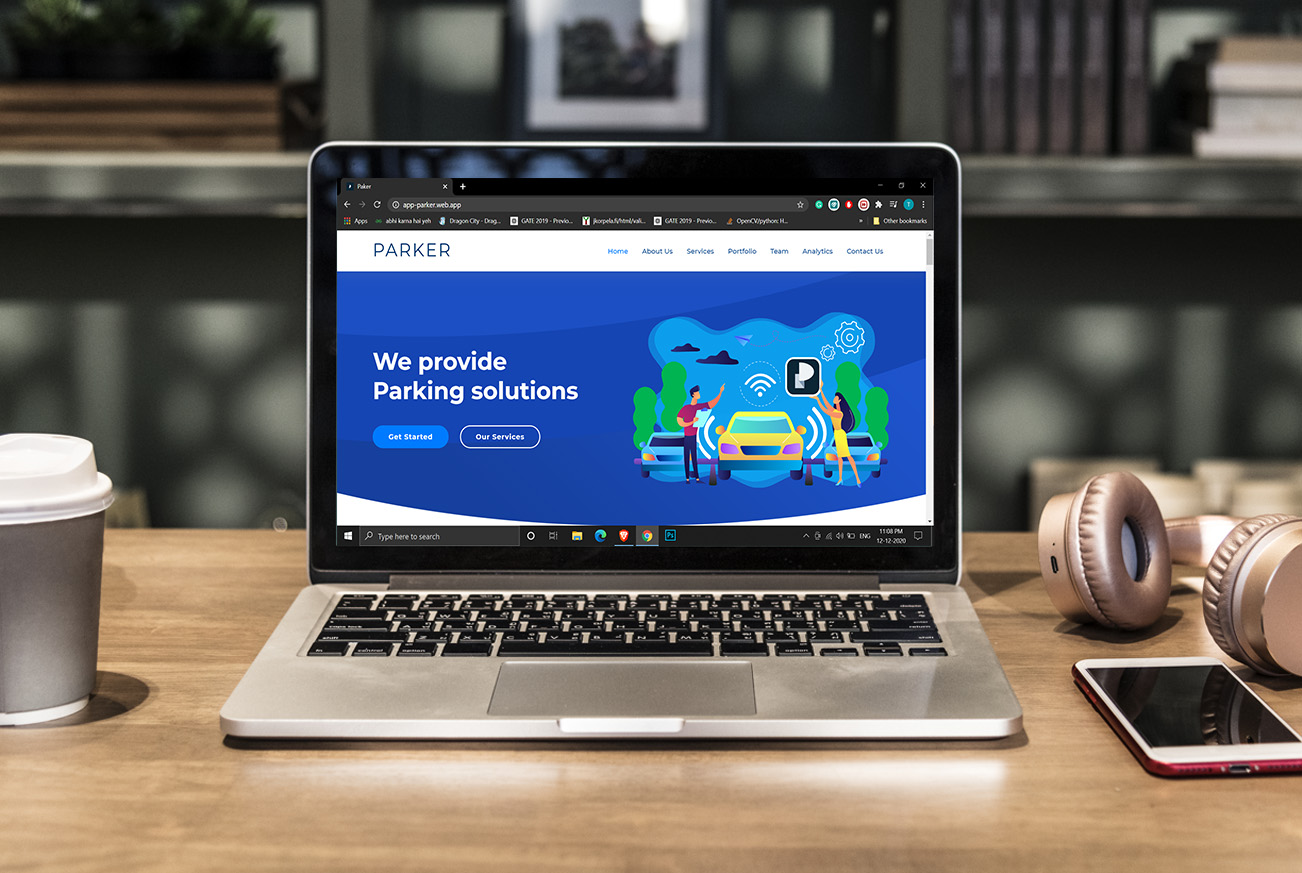 Paker
app-parker.web.app
Apps abhi karna hai yeh Dragon City - Drag... GATE 2019 - Previo... jkorpela.fi/html/vali... GATE 2019 - Previo... OpenCV/python: H... » Other bookmarks
PARKER Home About Us Services Portfolio Team Analytics Contact Us
We provide
Parking solutions
Get Started Our Services
Type here to search Ps ENG 11:08 PM
12-12-2020